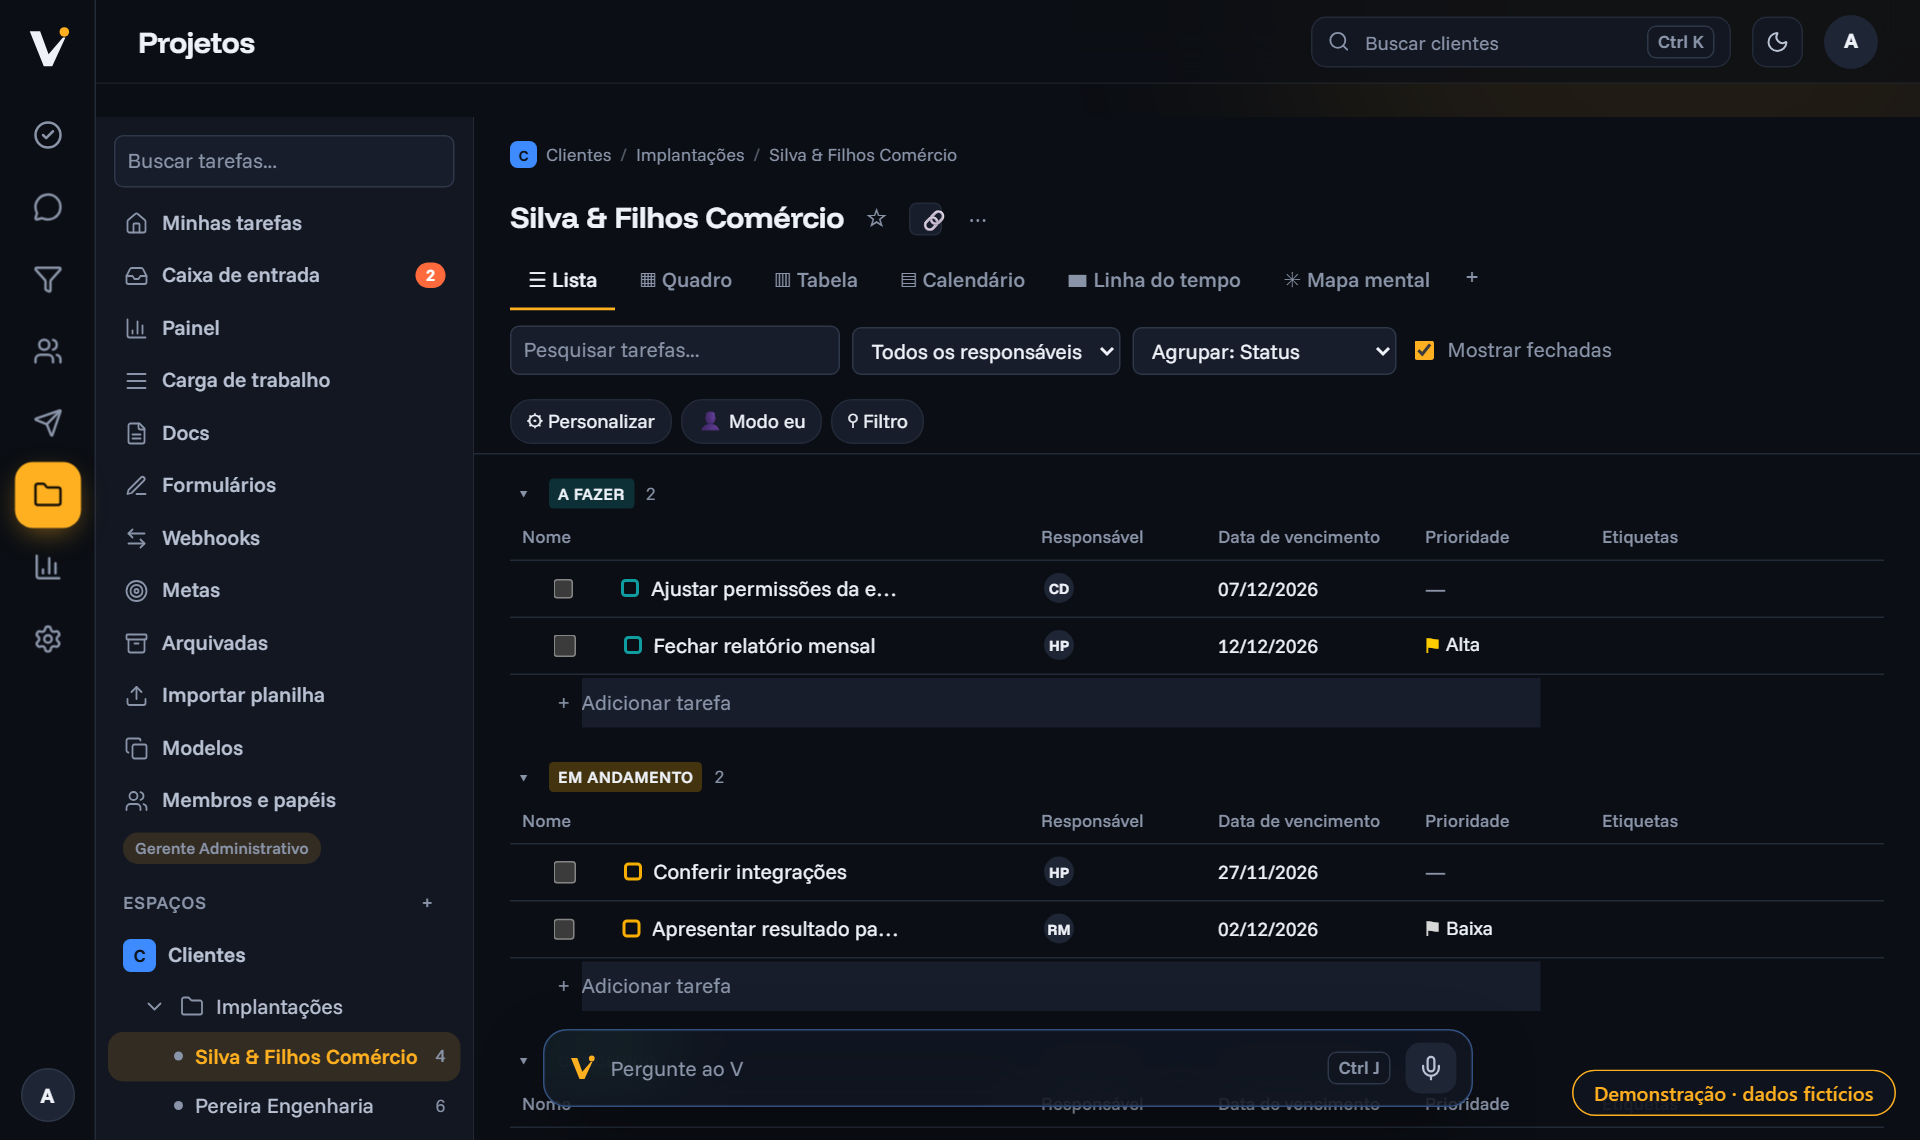 Projetos
Buscar clientes
Ctrl K
A
Buscar tarefas...
Minhas tarefas
Caixa de entrada 2
Painel
Carga de trabalho
Docs
Formulários
Webhooks
Metas
Arquivadas
Importar planilha
Modelos
Membros e papéis
Gerente Administrativo
ESPAÇOS +
C Clientes
Implantações
Silva & Filhos Comércio 4
Pereira Engenharia 6
A
C Clientes / Implantações / Silva & Filhos Comércio
Silva & Filhos Comércio
Lista Quadro Tabela Calendário Linha do tempo Mapa mental +
Pesquisar tarefas... Todos os responsáveis Agrupar: Status Mostrar fechadas
Personalizar Modo eu Filtro
A FAZER 2
Nome Responsável Data de vencimento Prioridade Etiquetas
Ajustar permissões da e... CD 07/12/2026 —
Fechar relatório mensal HP 12/12/2026 Alta
+ Adicionar tarefa
EM ANDAMENTO 2
Nome Responsável Data de vencimento Prioridade Etiquetas
Conferir integrações HP 27/11/2026 —
Apresentar resultado pa... RM 02/12/2026 Baixa
+ Adicionar tarefa
Pergunte ao V Ctrl J
Nome Responsável Data de vencimento Prioridade Etiquetas
Demonstração · dados fictícios